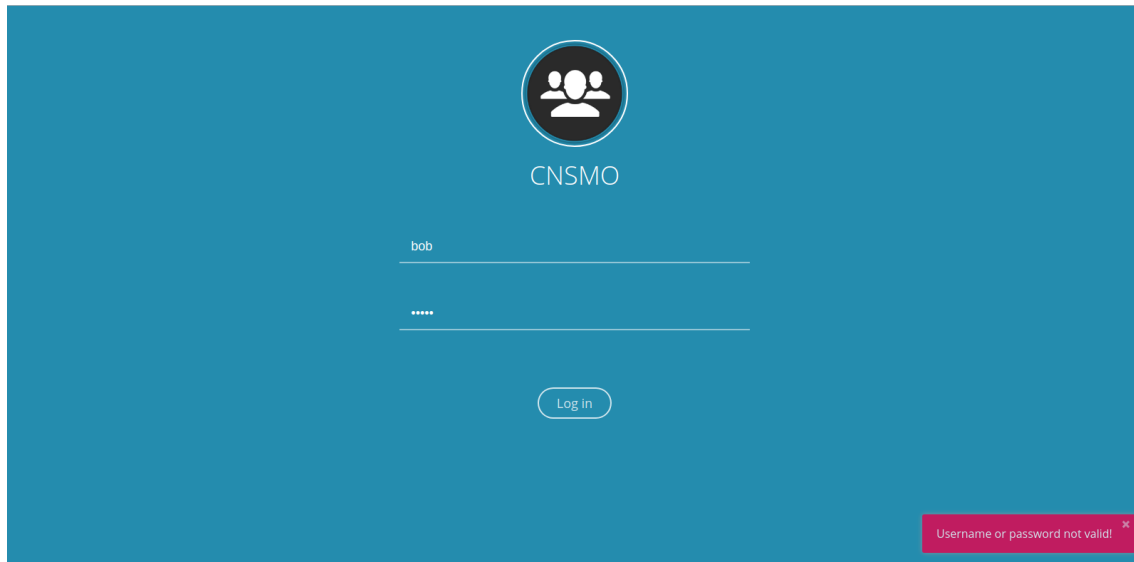 CNSMO
bob
•••••
Log in
Username or password not valid!
×